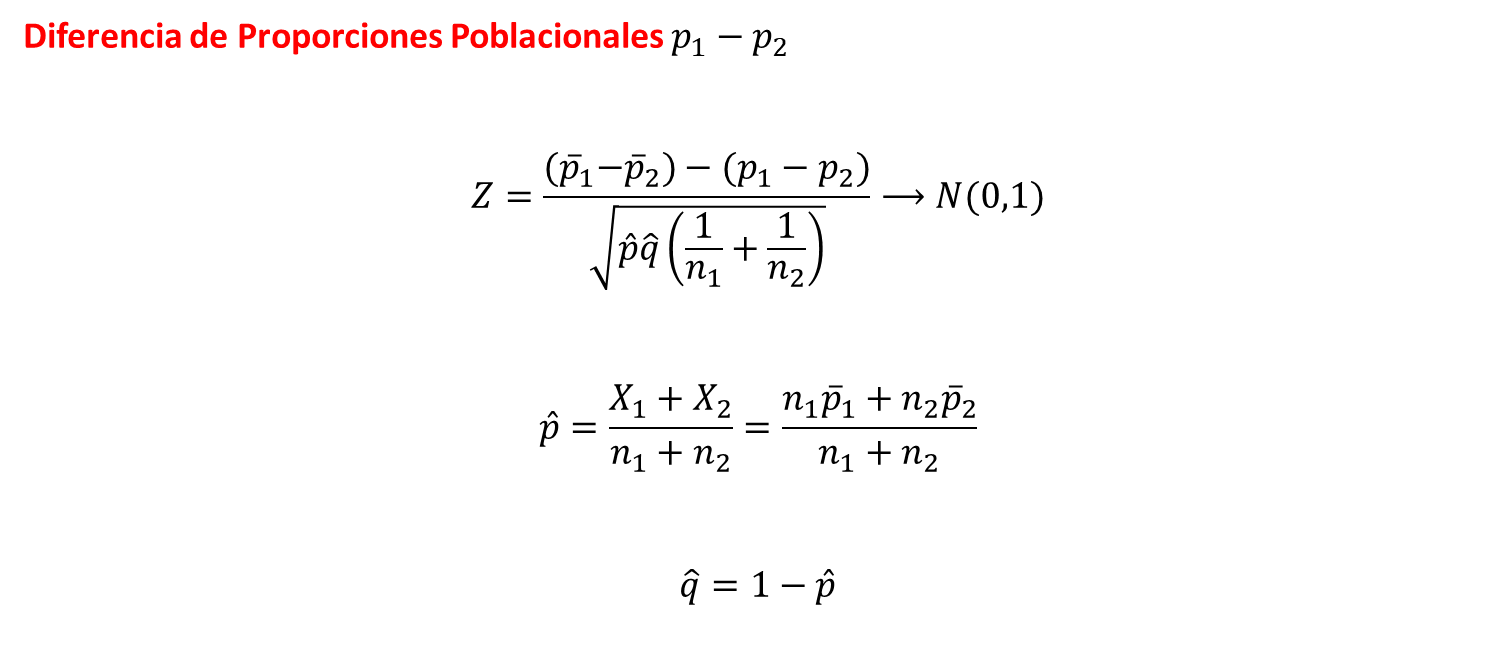 Diferencia de Proporciones Poblacionales p₁ − p₂
Z = ((p̄₁−p̄₂) − (p₁ − p₂)) / √(p̂q̂(1/n₁ + 1/n₂)) ⟶ N(0,1)
p̂ = (X₁ + X₂)/(n₁ + n₂) = (n₁p̄₁ + n₂p̄₂)/(n₁ + n₂)
q̂ = 1 − p̂